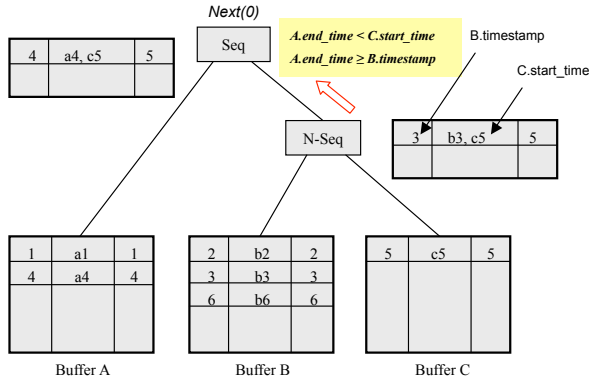 Next(0)
Seq
A.end_time < C.start_time
A.end_time ≥ B.timestamp
B.timestamp
C.start_time
4 a4, c5 5
N-Seq
3 b3, c5 5
1 a1 1
4 a4 4
2 b2 2
3 b3 3
6 b6 6
5 c5 5
Buffer A
Buffer B
Buffer C